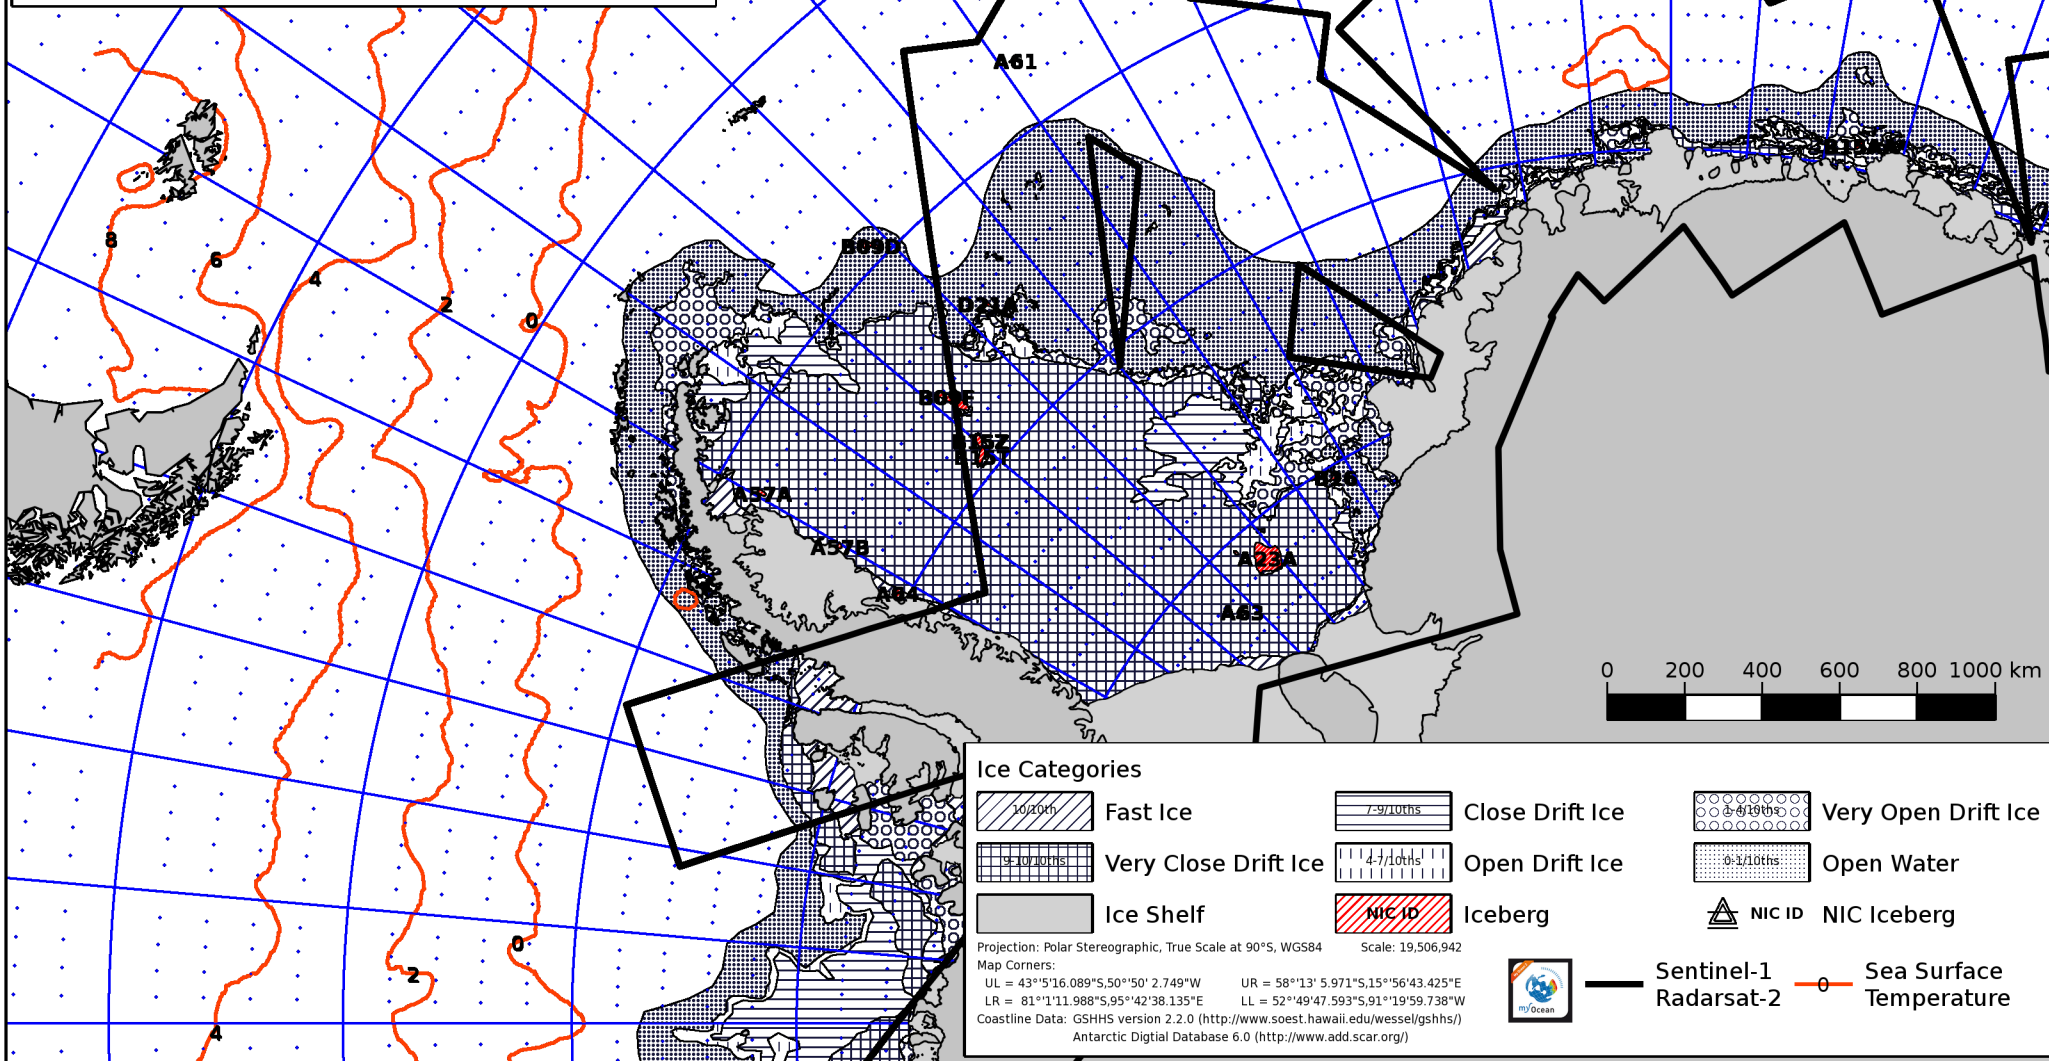 A61
B09D
8
6
4
2
0
D21A
B09F
A37A
B16
A57B
A23A
A64
A63
0 200 400 600 800 1000 km
Ice Categories
10/10th Fast Ice 7-9/10ths Close Drift Ice 1-4/10ths Very Open Drift Ice
9-10/10ths Very Close Drift Ice 4-7/10ths Open Drift Ice 0-1/10ths Open Water
Ice Shelf NIC ID Iceberg NIC ID NIC Iceberg
Projection: Polar Stereographic, True Scale at 90°S, WGS84 Scale: 19,506,942
Map Corners:
UL = 43°'5'16.089"S,50°'50' 2.749"W UR = 58°'13' 5.971"S,15°'56'43.425"E
LR = 81°'1'11.988"S,95°'42'38.135"E LL = 52°'49'47.593"S,91°'19'59.738"W
Coastline Data: GSHHS version 2.2.0 (http://www.soest.hawaii.edu/wessel/gshhs/)
Antarctic Digtial Database 6.0 (http://www.add.scar.org/)
my Ocean
Sentinel-1
Radarsat-2
0
Sea Surface
Temperature
0
2
4